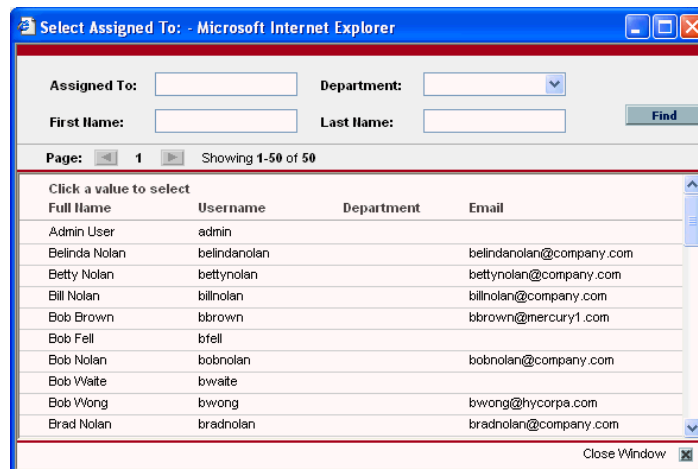 Select Assigned To: - Microsoft Internet Explorer
Assigned To: Department:
First Name: Last Name: Find
Page: 1 Showing 1-50 of 50
Click a value to select
Full Name Username Department Email
Admin User admin
Belinda Nolan belindanolan belindanolan@company.com
Betty Nolan bettynolan bettynolan@company.com
Bill Nolan billnolan billnolan@company.com
Bob Brown bbrown bbrown@mercury1.com
Bob Fell bfell
Bob Nolan bobnolan bobnolan@company.com
Bob Waite bwaite
Bob Wong bwong bwong@hycorpa.com
Brad Nolan bradnolan bradnolan@company.com
Close Window